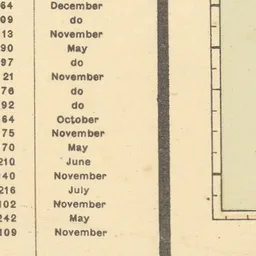 64 December
09 do
13 November
90 May
97 do
21 November
76 do
92 do
64 October
75 November
70 May
210 June
140 November
216 July
102 November
242 May
109 November